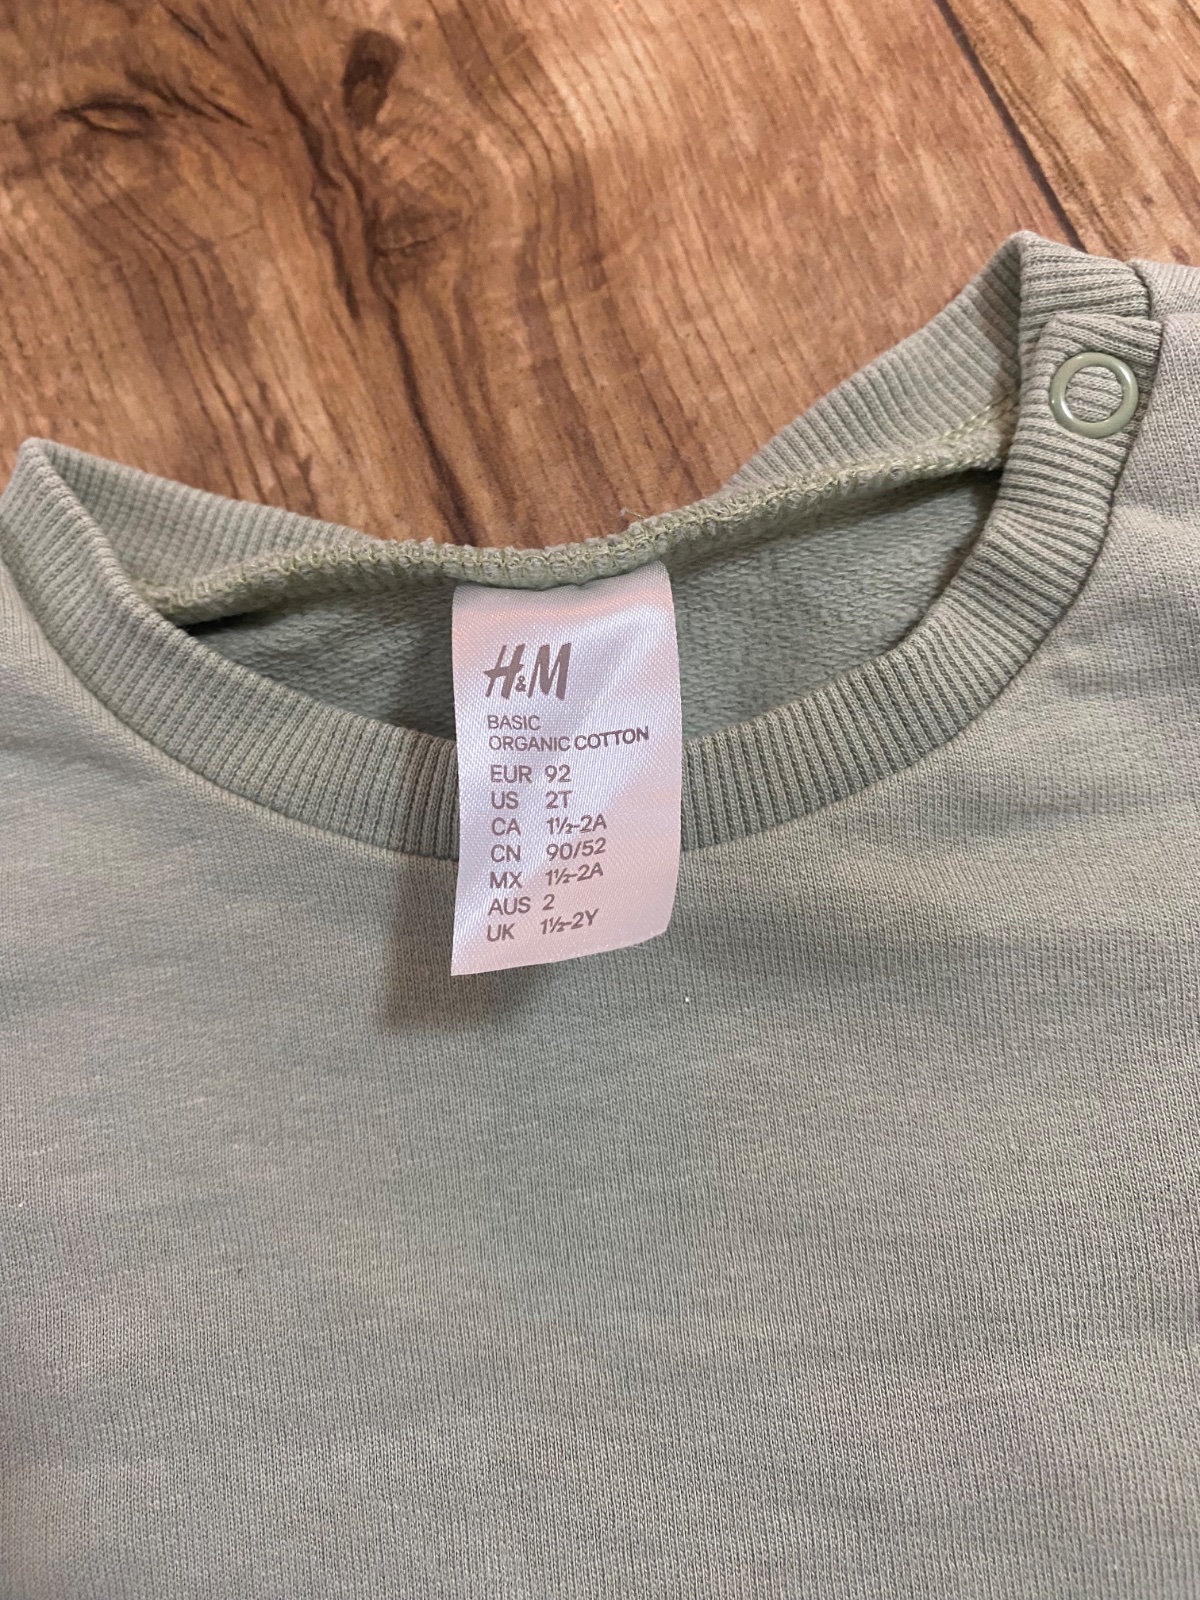 H&M
BASIC
ORGANIC COTTON
EUR 92
US 2T
CA 1½-2A
CN 90/52
MX 1½-2A
AUS 2
UK 1½-2Y